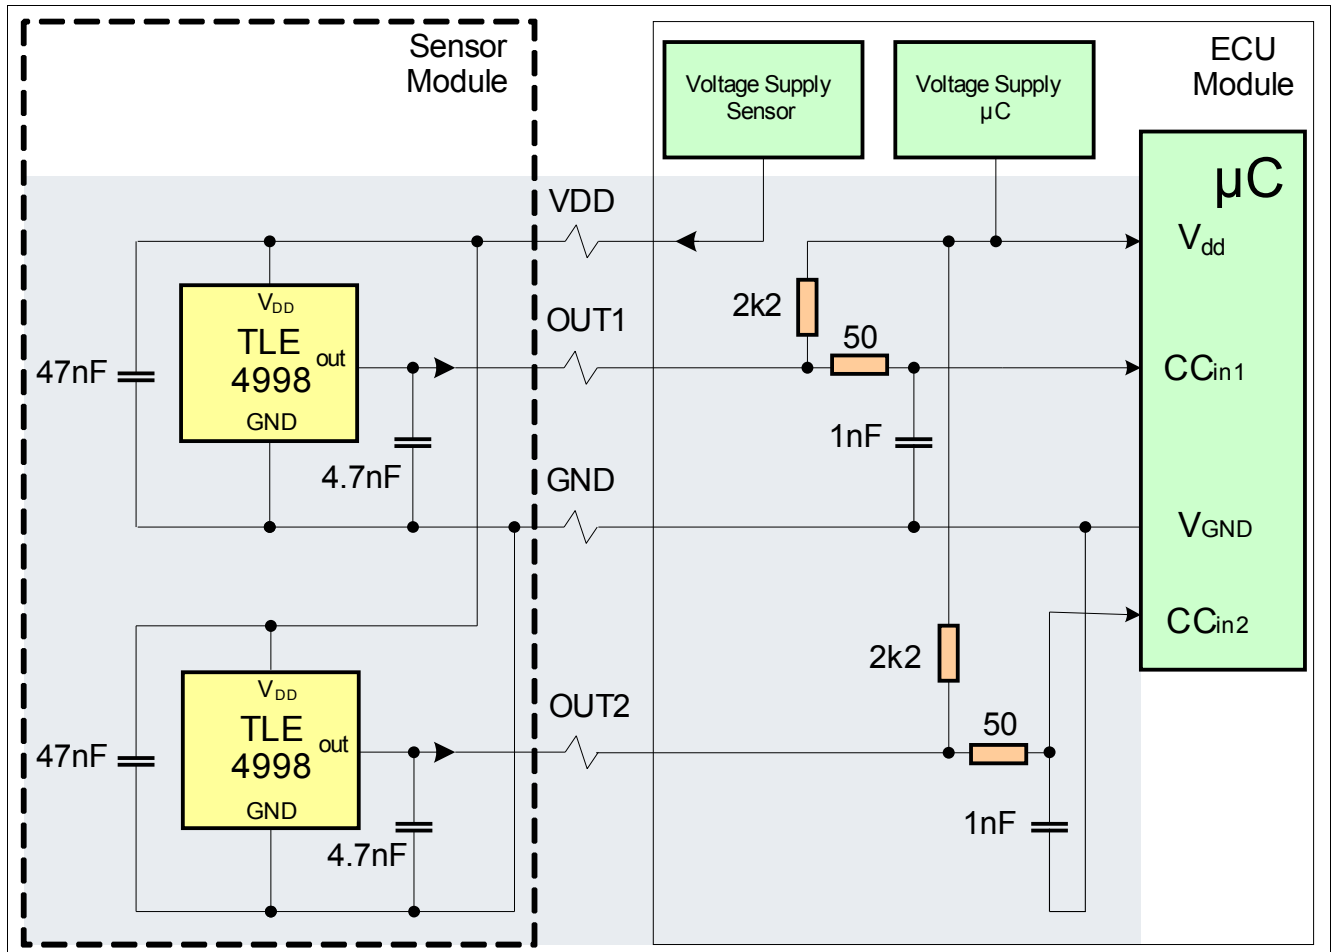 Sensor
Module
ECU
Module
Voltage Supply
Sensor
Voltage Supply
µC
µC
VDD
Vdd
VDD
TLE
4998
out
GND
47nF
4.7nF
OUT1
2k2
50
CCin1
1nF
GND
VGND
CCin2
VDD
TLE
4998
out
GND
47nF
4.7nF
OUT2
2k2
50
1nF